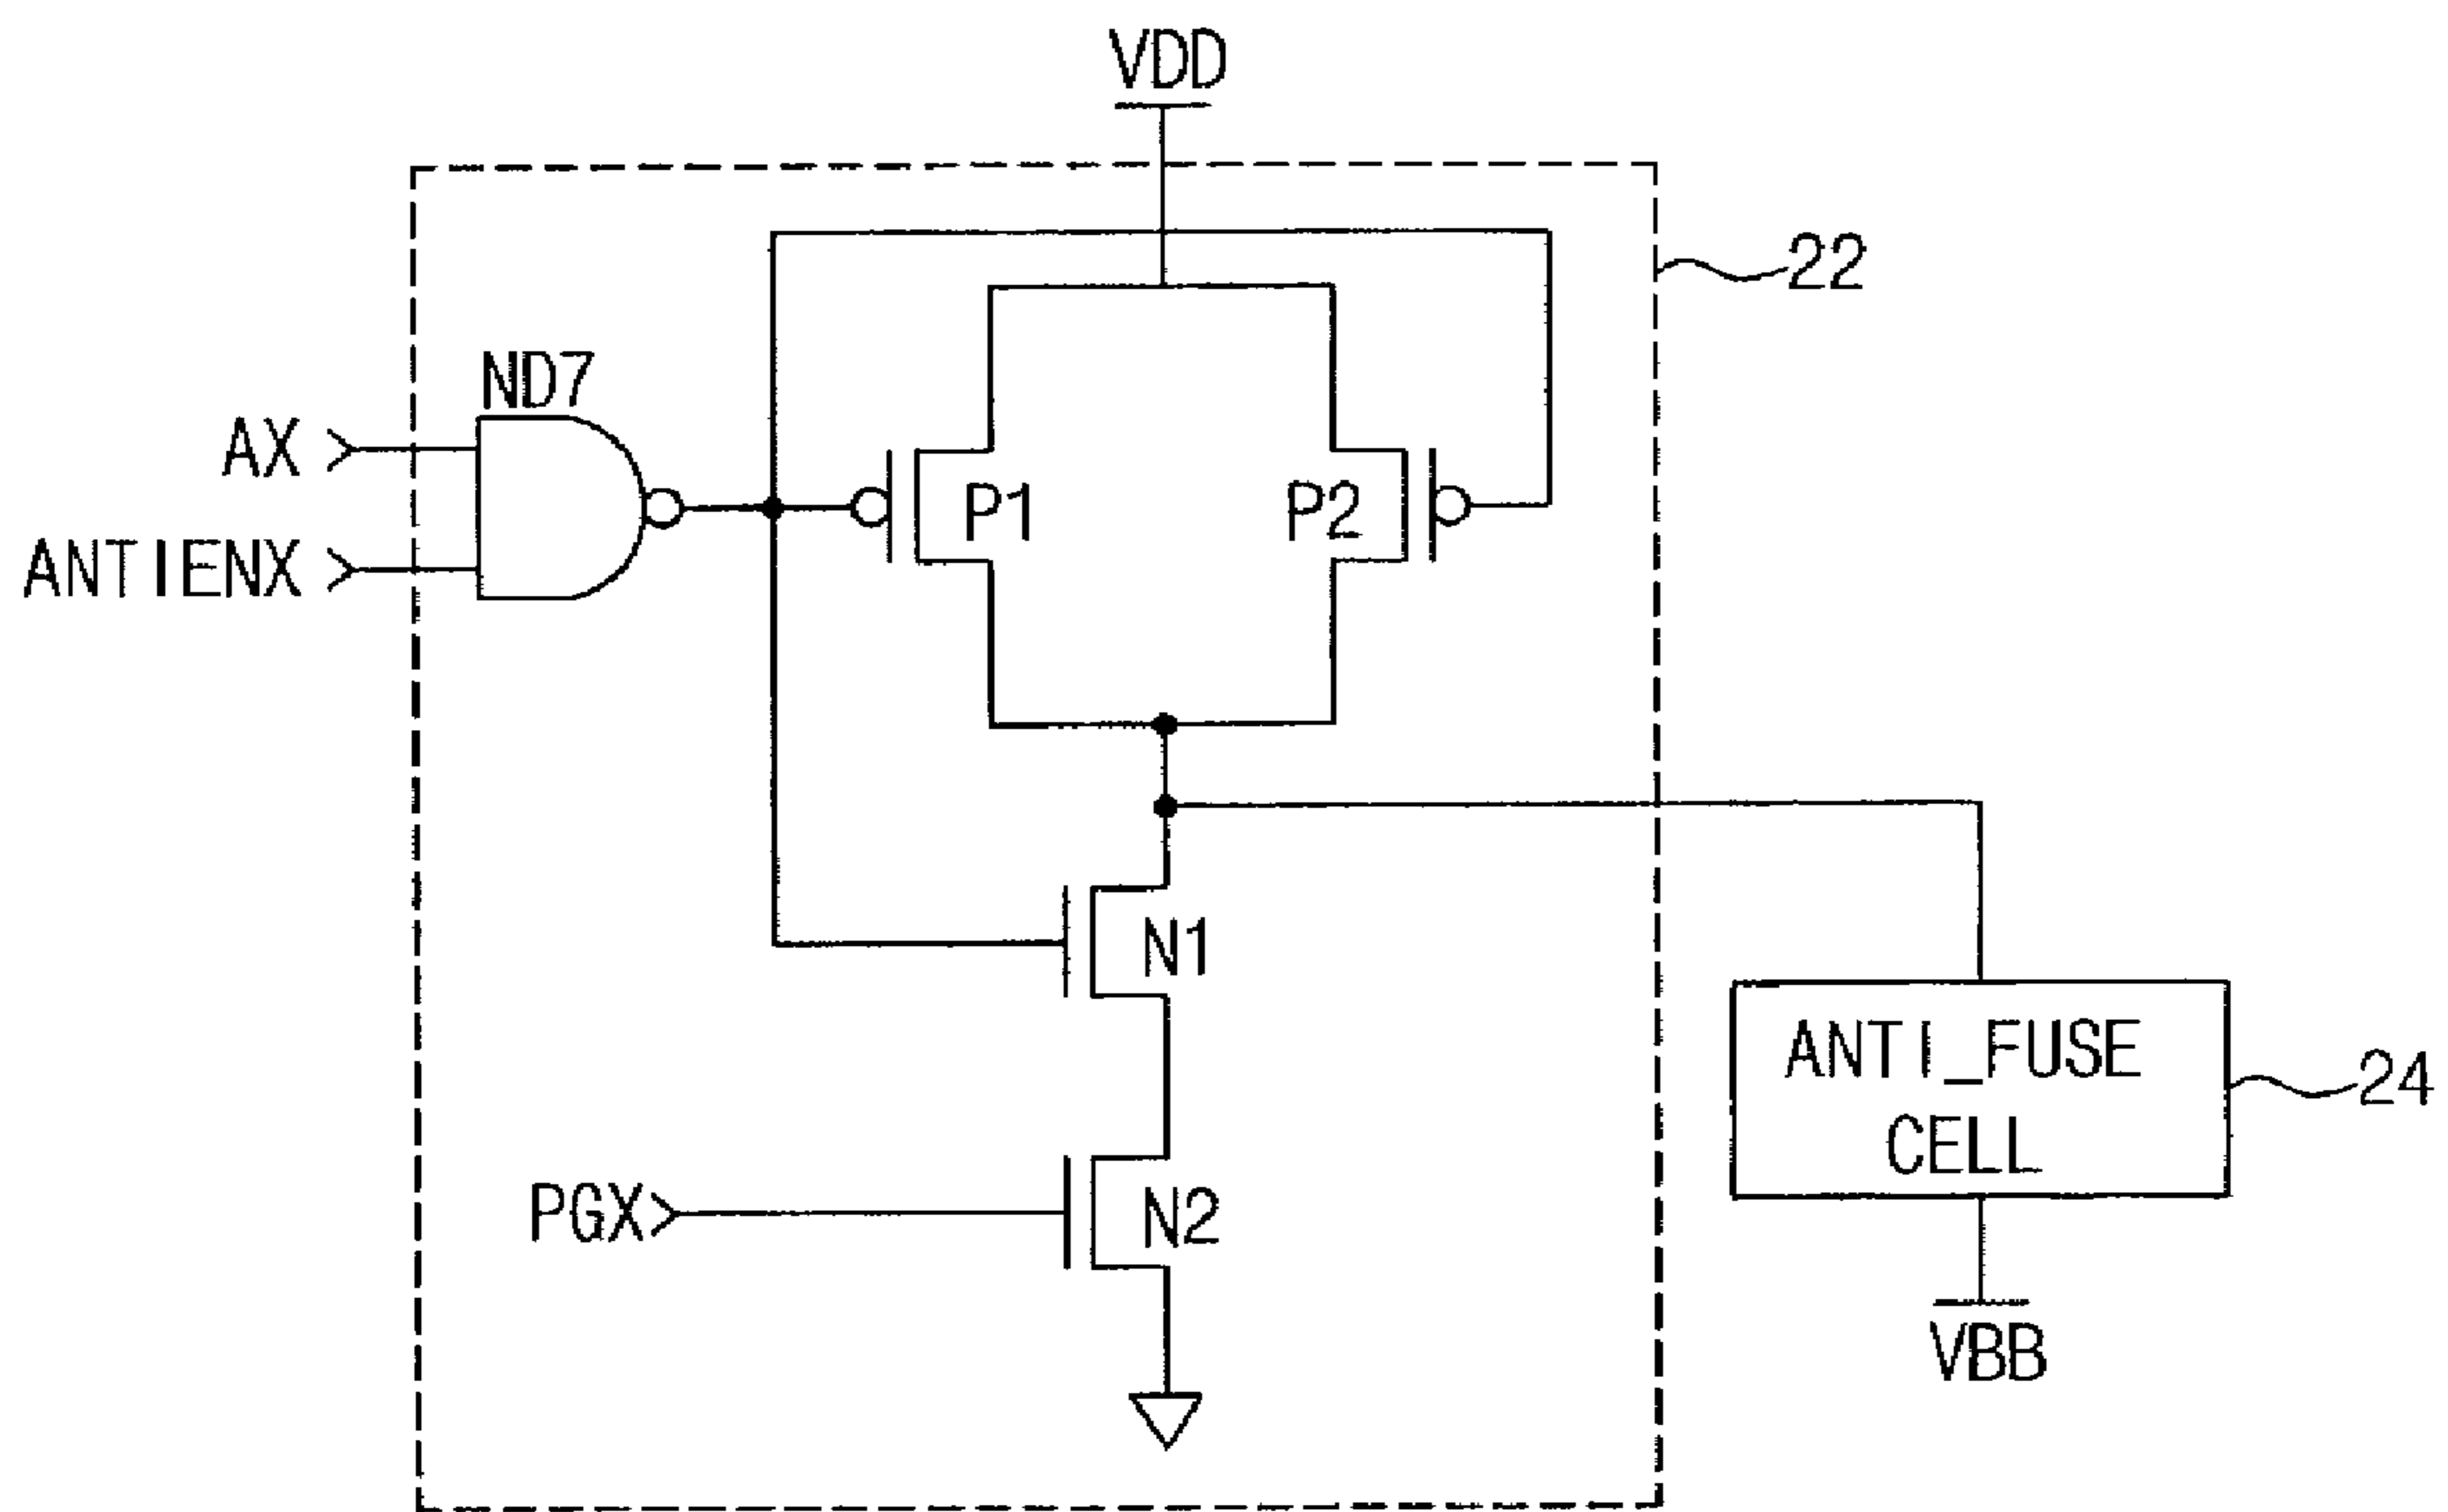 VDD
22
ND7
AX
ANTIENX
P1
P2
N1
ANTI_FUSE
CELL
24
PGX
N2
VBB